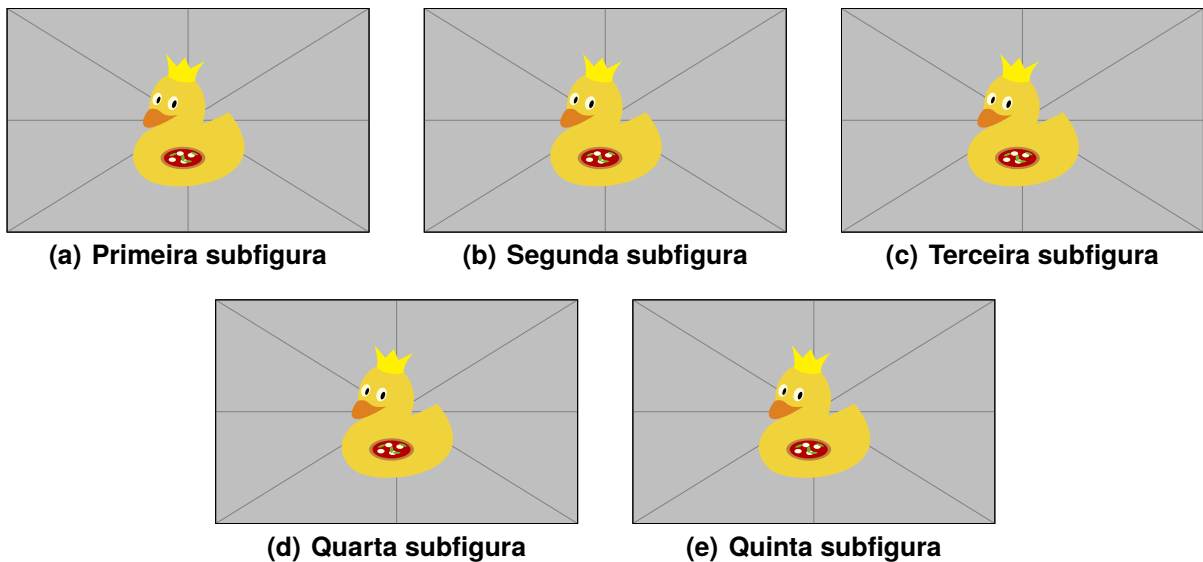 (a) Primeira subfigura
(b) Segunda subfigura
(c) Terceira subfigura
(d) Quarta subfigura
(e) Quinta subfigura